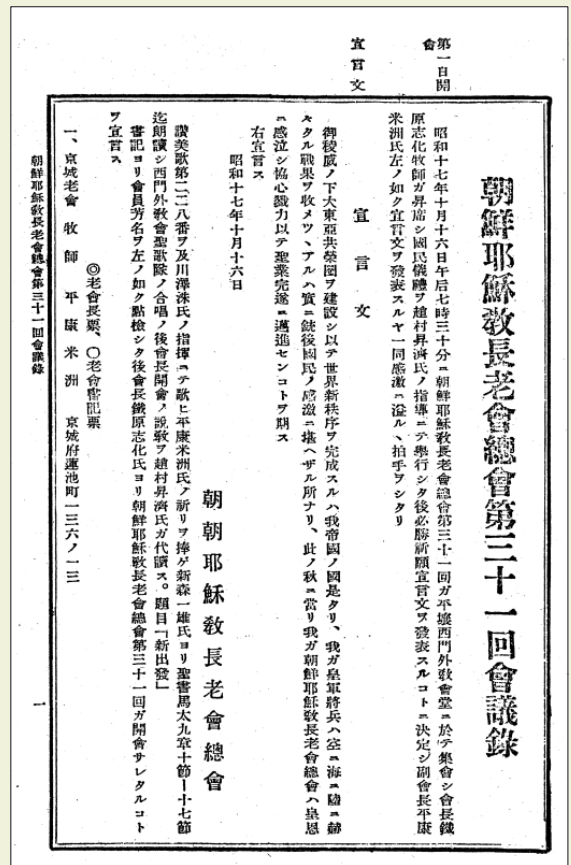 朝鮮耶穌敎長老會總會第三十一回會議錄
第一日開
會
昭和十七年十月十六日午后七時三十分ニ朝鮮耶穌敎長老會總會第三十一回ガ平壤西門外敎會堂ニ於テ集會シ會長鐵
原志化牧師ガ昇席シ國民儀禮ヲ趙村昇濟氏ノ指導ニテ擧行シタ後必勝祈願宣言文ヲ發表スルコトニ決定シ副會長平康
米洲氏左ノ如ク宣言文ヲ發表スルヤ一同感激ニ溢ルヽ拍手ヲシタリ
宣言文
宣言文
御稜威ノ下大東亞共榮圈ヲ建設シ以テ世界新秩序ヲ完成スルハ我帝國ノ國是タリ、我ガ皇軍將兵ハ空ニ海ニ陸ニ赫
々タル戰果ヲ收メツヽアルハ實ニ銃後國民ノ感激ニ堪ヘザル所ナリ、此ノ秋ニ當リ我ガ朝鮮耶穌敎長老會總會ハ皇恩
ニ感泣シ協心戮力以テ聖業完遂ニ邁進センコトヲ期ス
右宣言ス
昭和十七年十月十六日
朝朝耶穌敎長老會總會
讃美歌第二二八番ヲ及川澤洙氏ノ指揮ニテ歌ヒ平康米洲氏ノ祈リヲ捧ゲ新森一雄氏ヨリ聖書馬太九章十節ー十七節
迄朗讀シ西門外敎會聖歌隊ノ合唱ノ後會長開會ノ說敎ヲ趙村昇濟氏ガ代讀ス。題目「新出發」
書記ヨリ會員芳名ヲ左ノ如ク點檢シタ後會長鐵原志化氏ヨリ朝鮮耶穌敎長老會總會第三十一回ガ開會サレタルコト
ヲ宣言ス
◎老會長票、○老會書記票
一、京城老會 牧師 平康米洲 京城府蓮池町一三六ノ一三
朝鮮耶穌敎長老會總會第三十一回會議錄
一